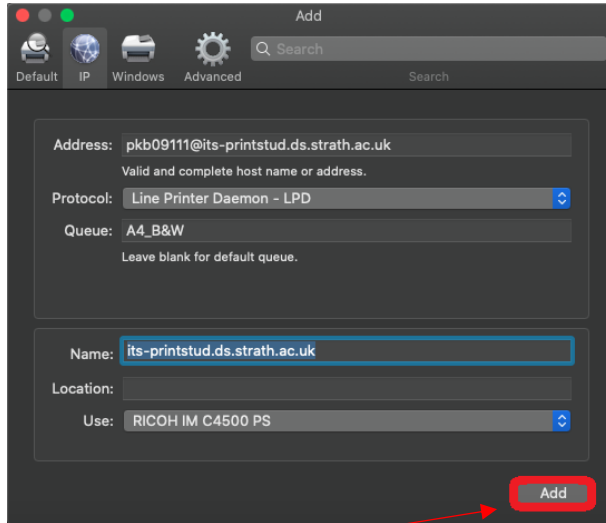 Add
Search
Default IP Windows Advanced Search
Address: pkb09111@its-printstud.ds.strath.ac.uk
Valid and complete host name or address.
Protocol: Line Printer Daemon - LPD
Queue: A4_B&W
Leave blank for default queue.
Name: its-printstud.ds.strath.ac.uk
Location:
Use: RICOH IM C4500 PS
Add